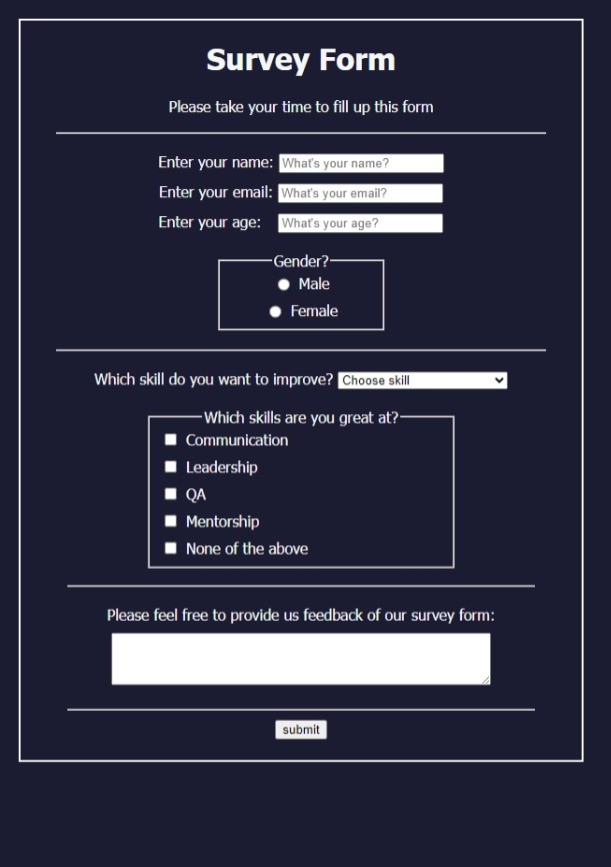 Survey Form
Please take your time to fill up this form
Enter your name: What's your name?
Enter your email: What's your email?
Enter your age: What's your age?
Gender?
Male
Female
Which skill do you want to improve? Choose skill
Which skills are you great at?
Communication
Leadership
QA
Mentorship
None of the above
Please feel free to provide us feedback of our survey form:
submit